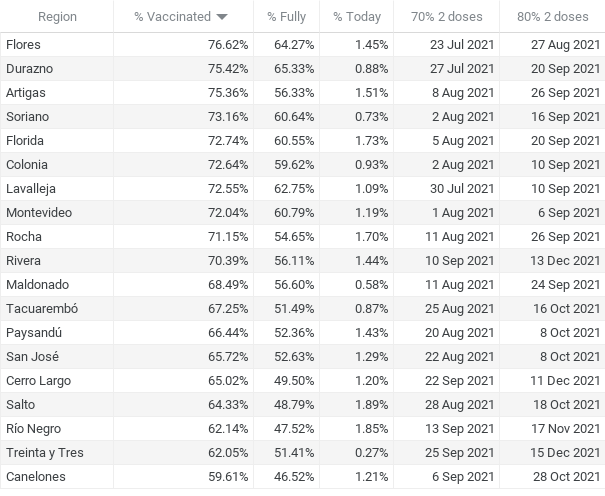 Region % Vaccinated % Fully % Today 70% 2 doses 80% 2 doses
Flores 76.62% 64.27% 1.45% 23 Jul 2021 27 Aug 2021
Durazno 75.42% 65.33% 0.88% 27 Jul 2021 20 Sep 2021
Artigas 75.36% 56.33% 1.51% 8 Aug 2021 26 Sep 2021
Soriano 73.16% 60.64% 0.73% 2 Aug 2021 16 Sep 2021
Florida 72.74% 60.55% 1.73% 5 Aug 2021 20 Sep 2021
Colonia 72.64% 59.62% 0.93% 2 Aug 2021 10 Sep 2021
Lavalleja 72.55% 62.75% 1.09% 30 Jul 2021 10 Sep 2021
Montevideo 72.04% 60.79% 1.19% 1 Aug 2021 6 Sep 2021
Rocha 71.15% 54.65% 1.70% 11 Aug 2021 26 Sep 2021
Rivera 70.39% 56.11% 1.44% 10 Sep 2021 13 Dec 2021
Maldonado 68.49% 56.60% 0.58% 11 Aug 2021 24 Sep 2021
Tacuarembó 67.25% 51.49% 0.87% 25 Aug 2021 16 Oct 2021
Paysandú 66.44% 52.36% 1.43% 20 Aug 2021 8 Oct 2021
San José 65.72% 52.63% 1.29% 22 Aug 2021 8 Oct 2021
Cerro Largo 65.02% 49.50% 1.20% 22 Sep 2021 11 Dec 2021
Salto 64.33% 48.79% 1.89% 28 Aug 2021 18 Oct 2021
Río Negro 62.14% 47.52% 1.85% 13 Sep 2021 17 Nov 2021
Treinta y Tres 62.05% 51.41% 0.27% 25 Sep 2021 15 Dec 2021
Canelones 59.61% 46.52% 1.21% 6 Sep 2021 28 Oct 2021